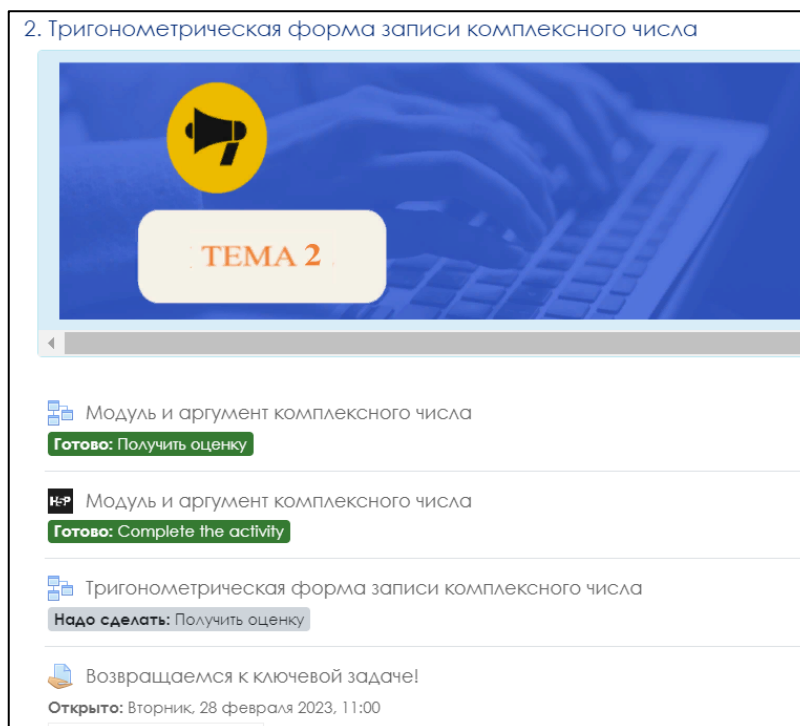 2. Тригонометрическая форма записи комплексного числа
ТЕМА 2
Модуль и аргумент комплексного числа
Готово: Получить оценку
H5P Модуль и аргумент комплексного числа
Готово: Complete the activity
Тригонометрическая форма записи комплексного числа
Надо сделать: Получить оценку
Возвращаемся к ключевой задаче!
Открыто: Вторник, 28 февраля 2023, 11:00